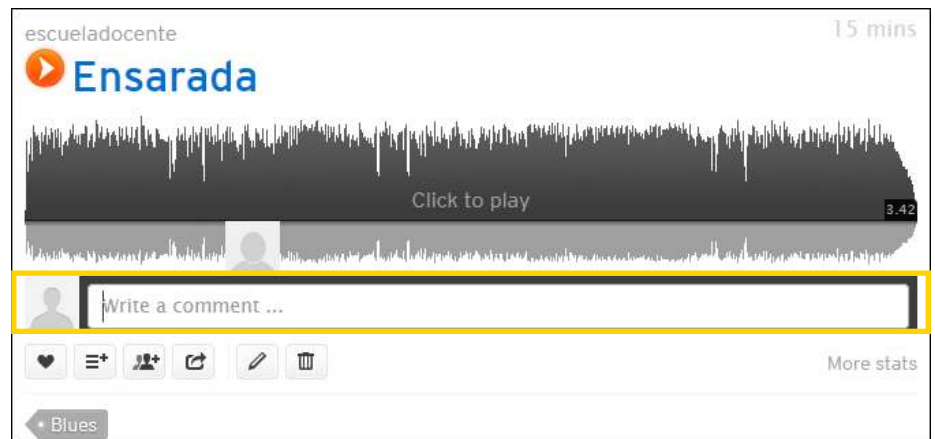 escueladocente
15 mins
Ensarada
Click to play
3.42
Write a comment ...
More stats
Blues